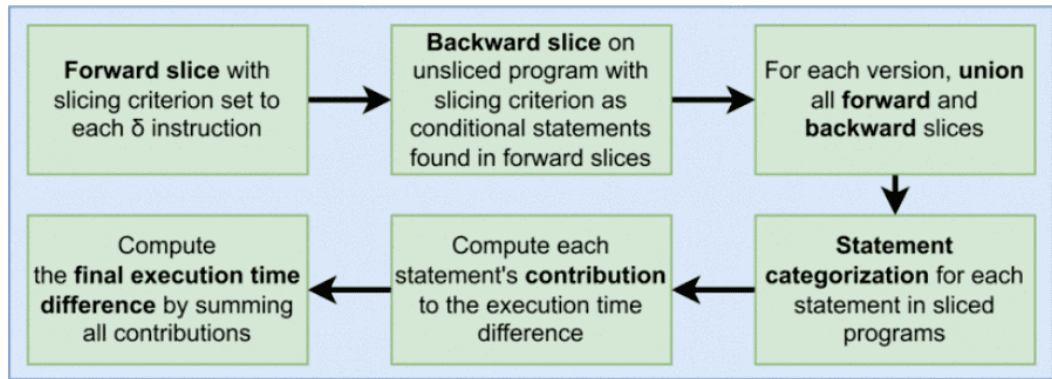 Forward slice with
slicing criterion set to
each δ instruction
Backward slice on
unsliced program with
slicing criterion as
conditional statements
found in forward slices
For each version, union
all forward and
backward slices
Statement
categorization for each
statement in sliced
programs
Compute each
statement's contribution
to the execution time
difference
Compute
the final execution time
difference by summing
all contributions